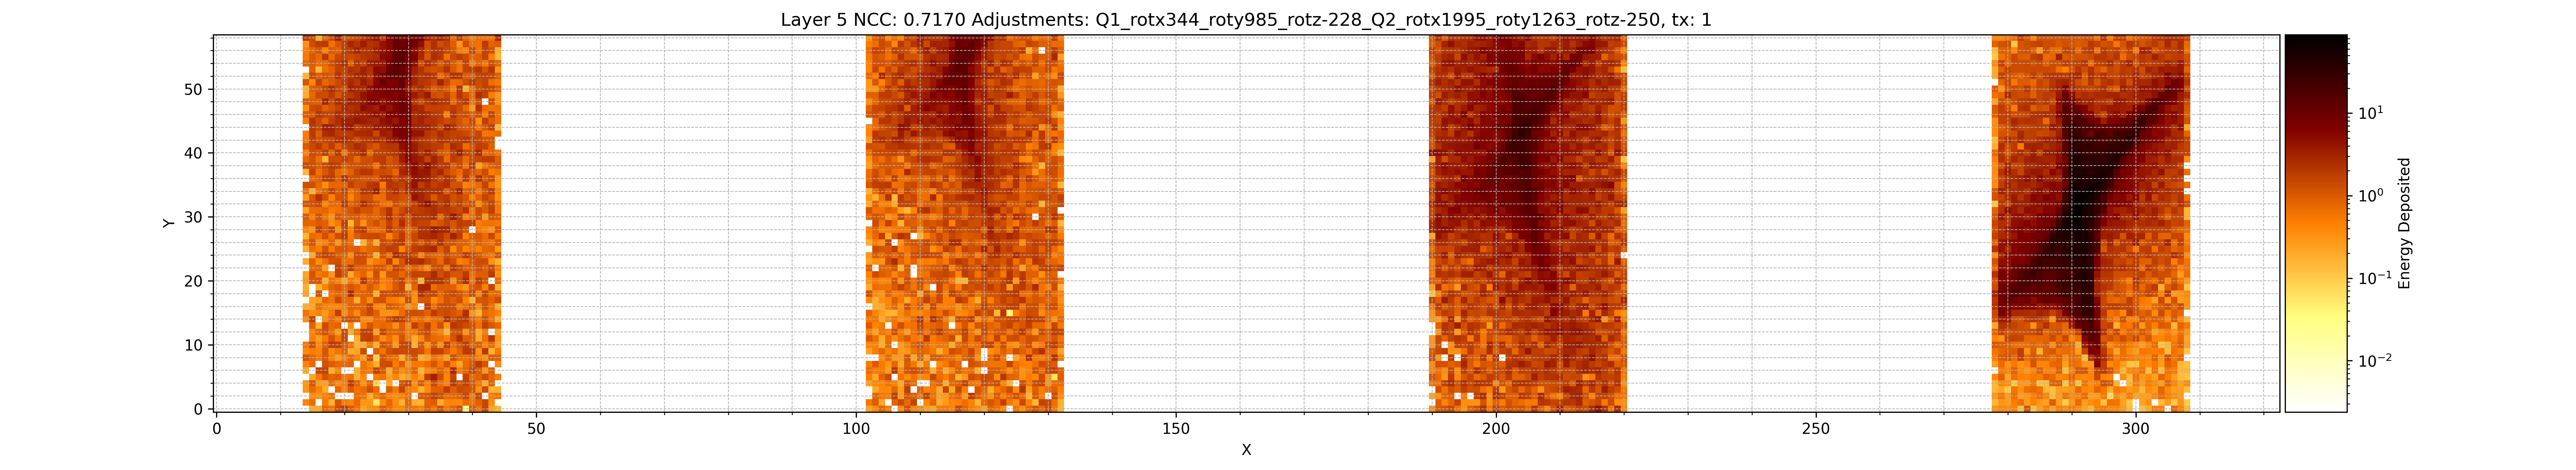 Layer 5 NCC: 0.7170 Adjustments: Q1_rotx344_roty985_rotz-228_Q2_rotx1995_roty1263_rotz-250, tx: 1
50
40
30
20
10
0
Y
0 50 100 150 200 250 300
X
10¹
10⁰
10⁻¹
10⁻²
Energy Deposited